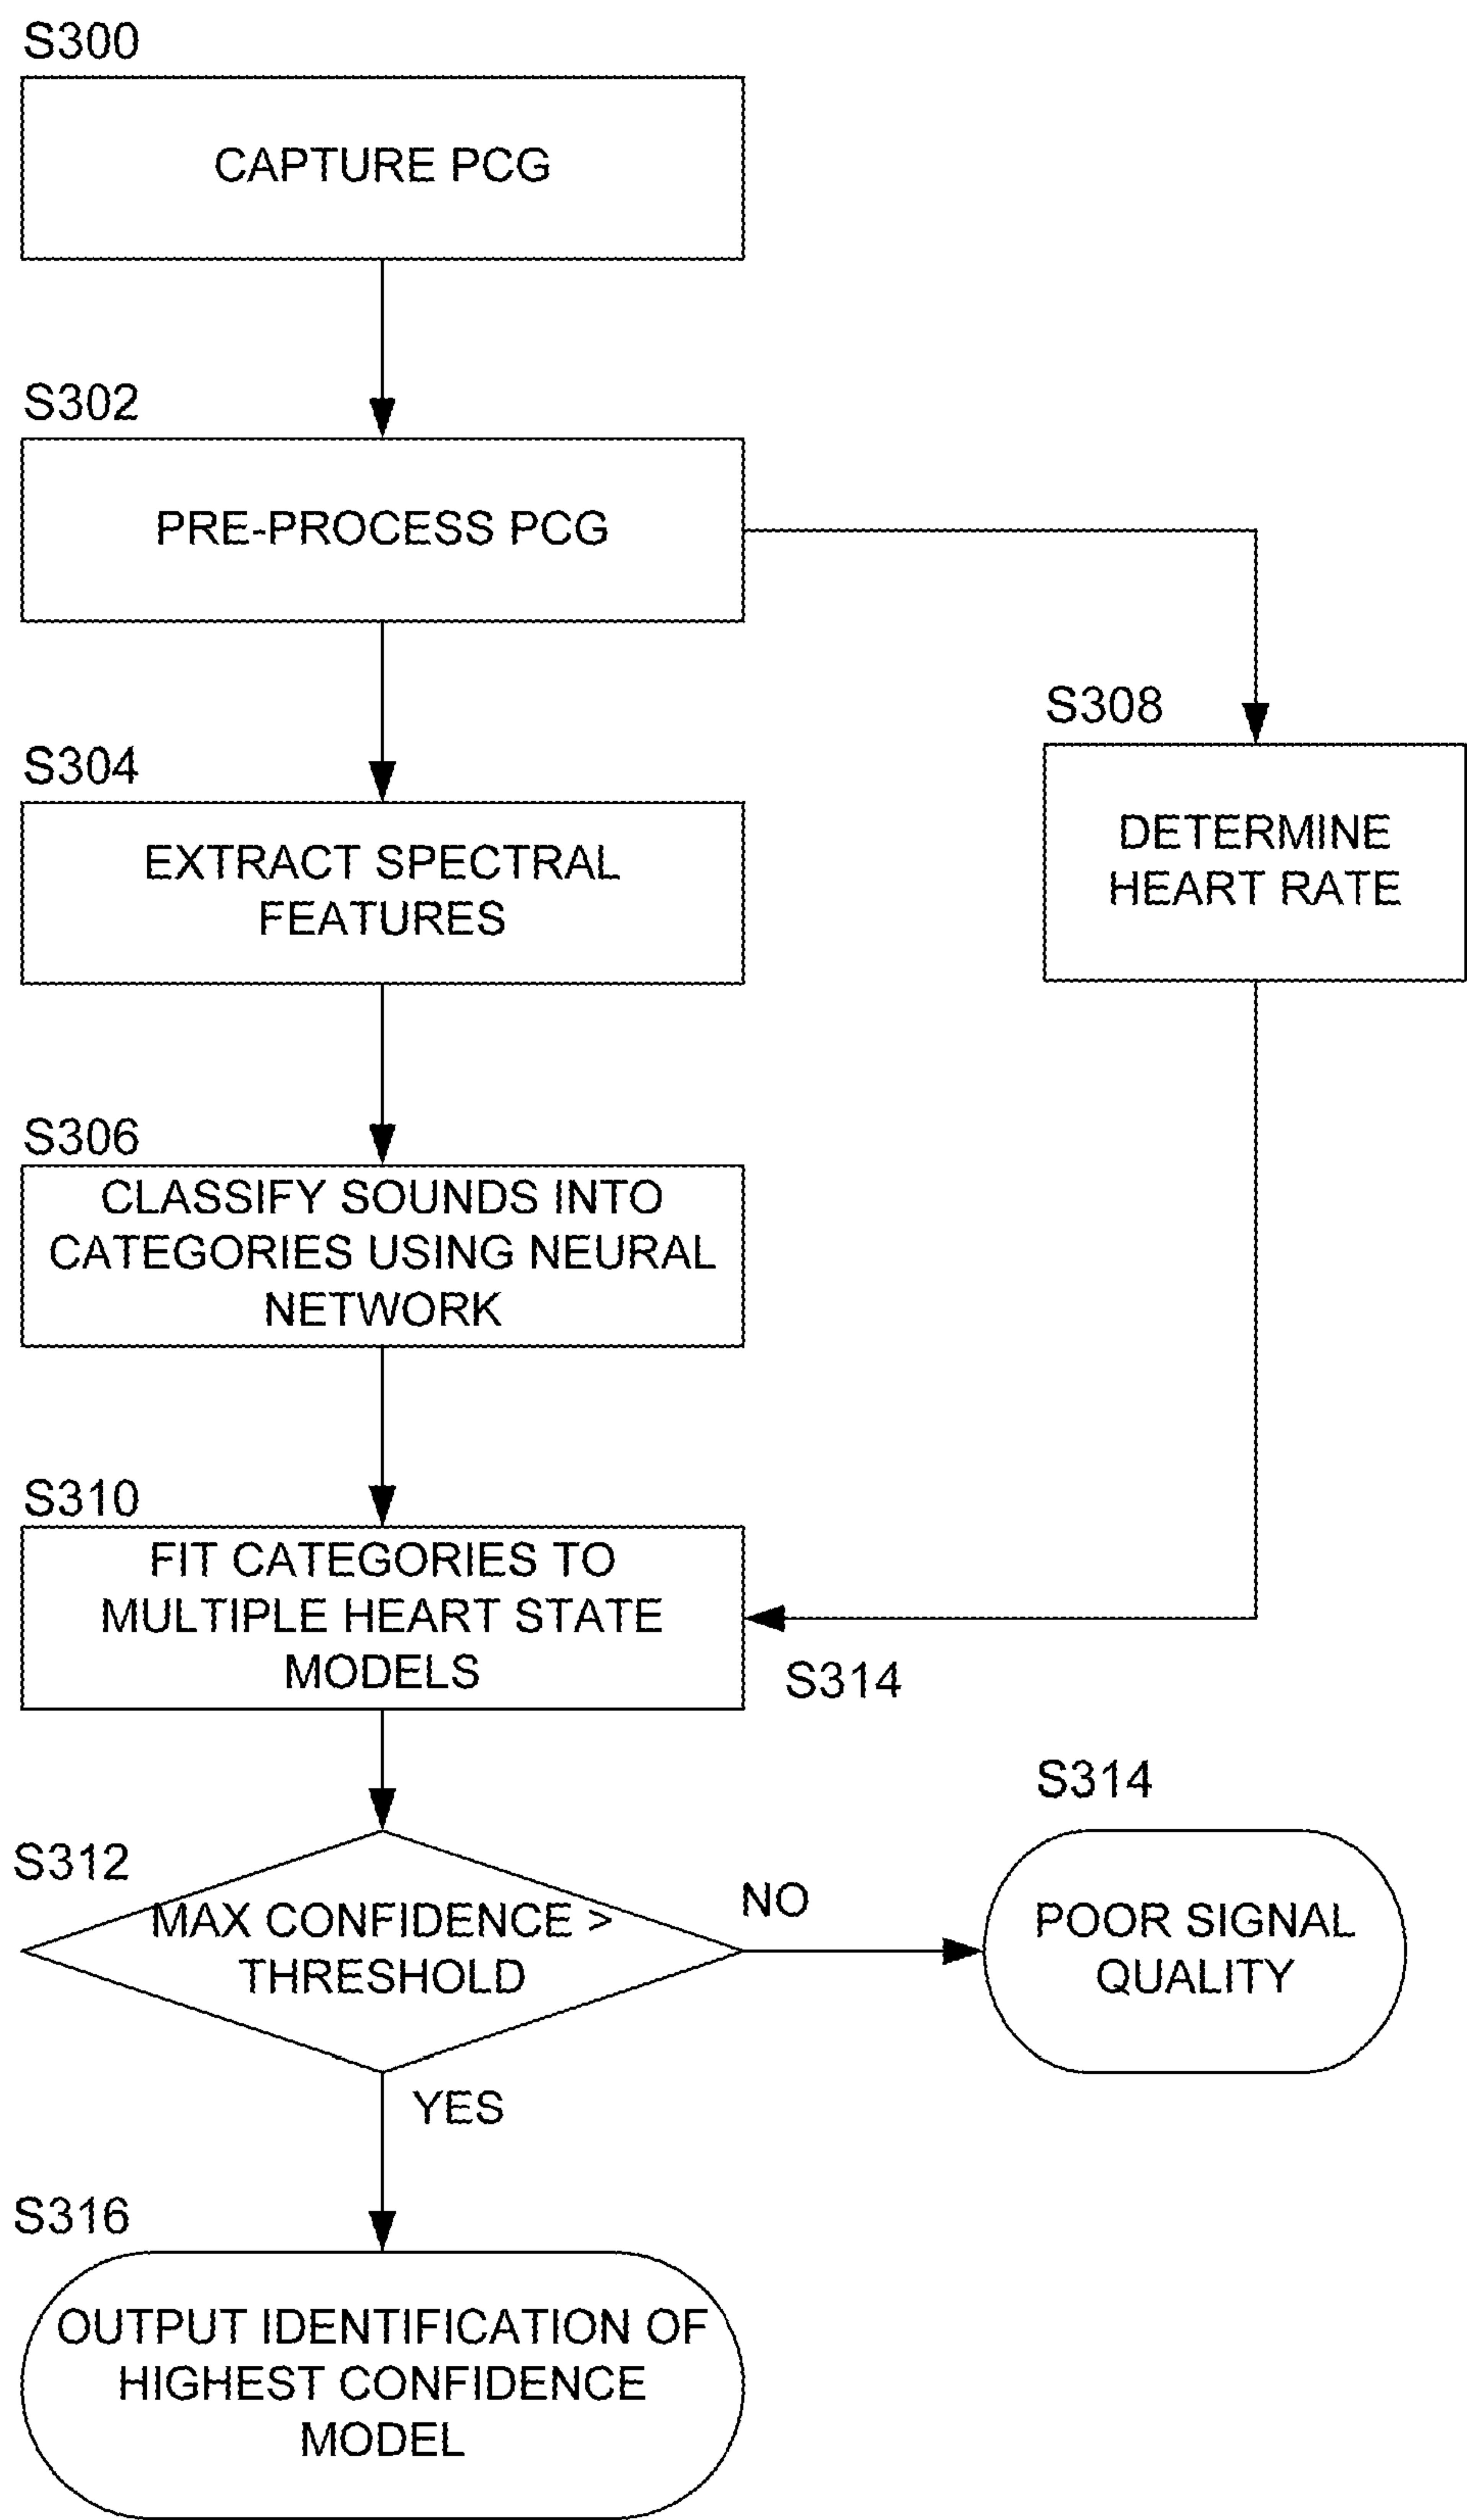 S300
CAPTURE PCG
S302
PRE-PROCESS PCG
S304
EXTRACT SPECTRAL
FEATURES
S308
DETERMINE
HEART RATE
S306
CLASSIFY SOUNDS INTO
CATEGORIES USING NEURAL
NETWORK
S310
FIT CATEGORIES TO
MULTIPLE HEART STATE
MODELS
S314
S312
MAX CONFIDENCE >
THRESHOLD
NO
S314
POOR SIGNAL
QUALITY
YES
S316
OUTPUT IDENTIFICATION OF
HIGHEST CONFIDENCE
MODEL